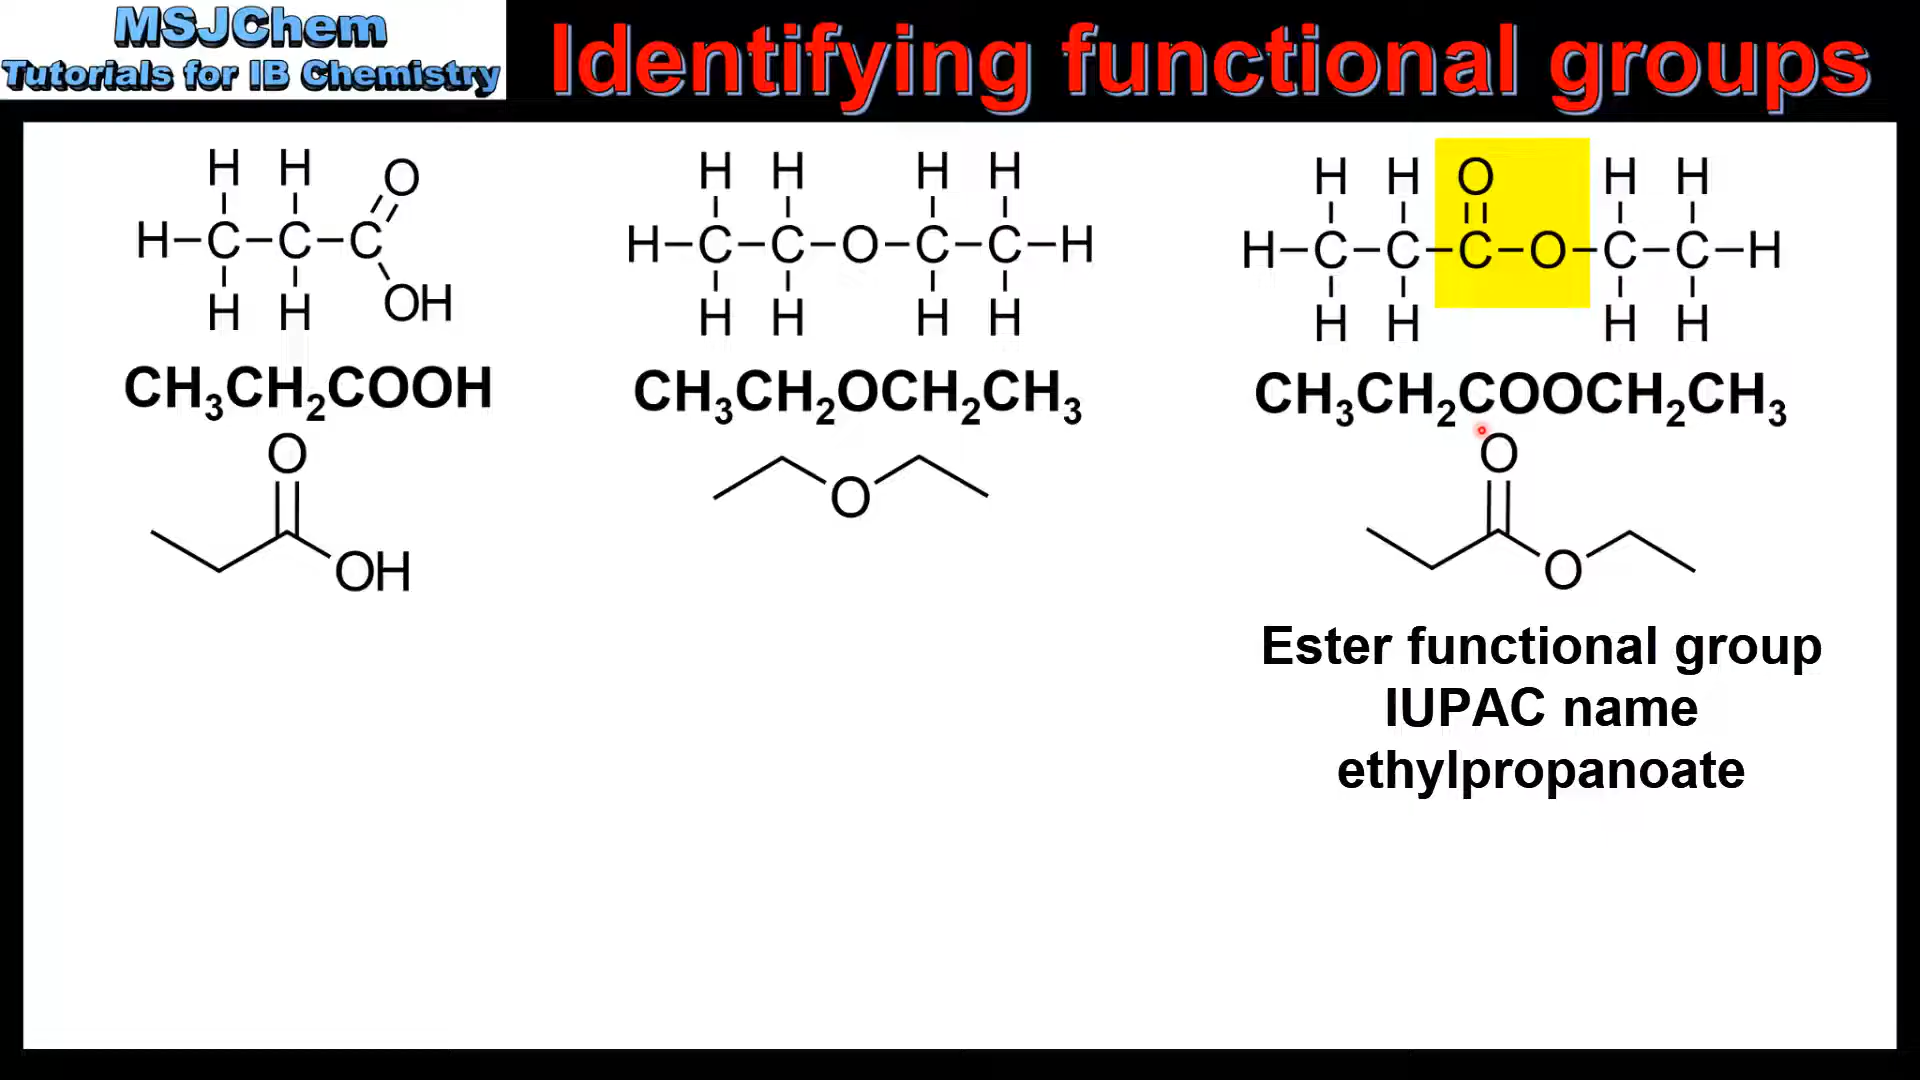 MSJChem
Tutorials for IB Chemistry
Identifying functional groups
H H O
H–C–C–C
H H OH
CH₃CH₂COOH
O
OH
H H H H
H–C–C–O–C–C–H
H H H H
CH₃CH₂OCH₂CH₃
O
H H O H H
H–C–C–C–O–C–C–H
H H H H
CH₃CH₂COOCH₂CH₃
O
O
Ester functional group
IUPAC name
ethylpropanoate